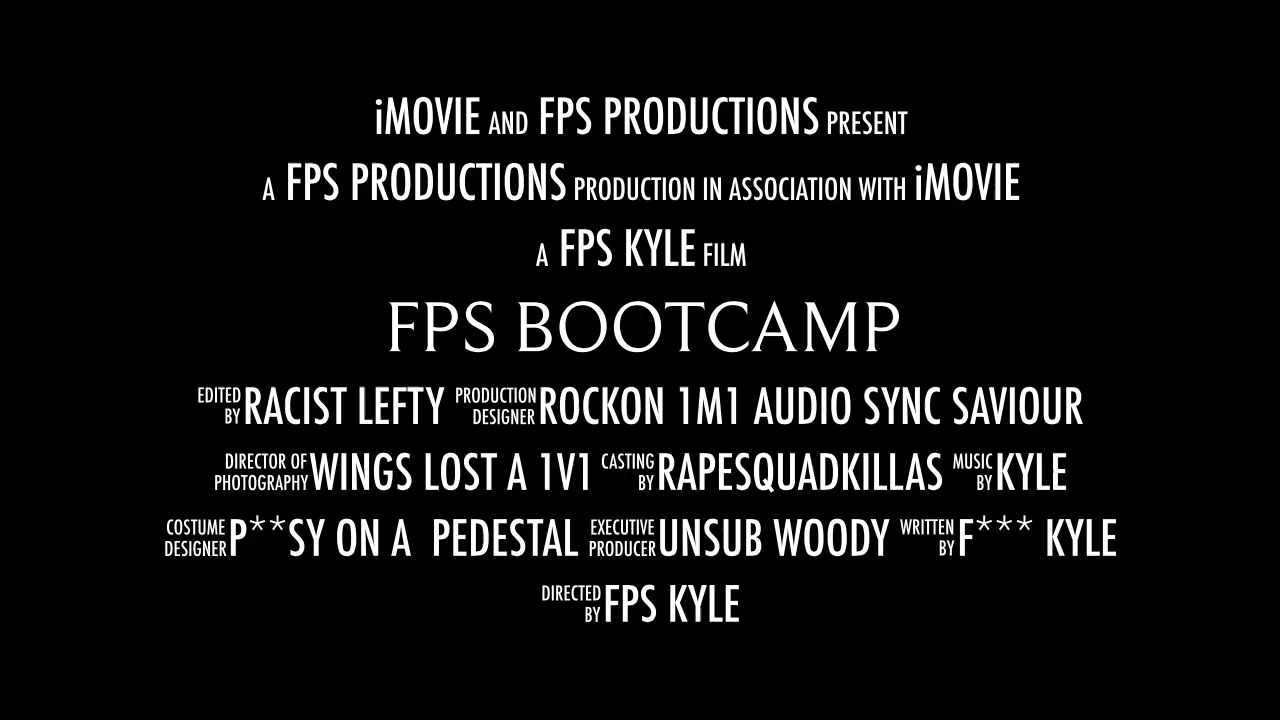 iMOVIE AND FPS PRODUCTIONS PRESENT
A FPS PRODUCTIONS PRODUCTION IN ASSOCIATION WITH iMOVIE
A FPS KYLE FILM
FPS BOOTCAMP
EDITED BY RACIST LEFTY PRODUCTION DESIGNER ROCKON 1M1 AUDIO SYNC SAVIOUR
DIRECTOR OF PHOTOGRAPHY WINGS LOST A 1V1 CASTING BY RAPESQUADKILLAS MUSIC BY KYLE
COSTUME DESIGNER P**SY ON A PEDESTAL EXECUTIVE PRODUCER UNSUB WOODY WRITTEN BY F*** KYLE
DIRECTED BY FPS KYLE